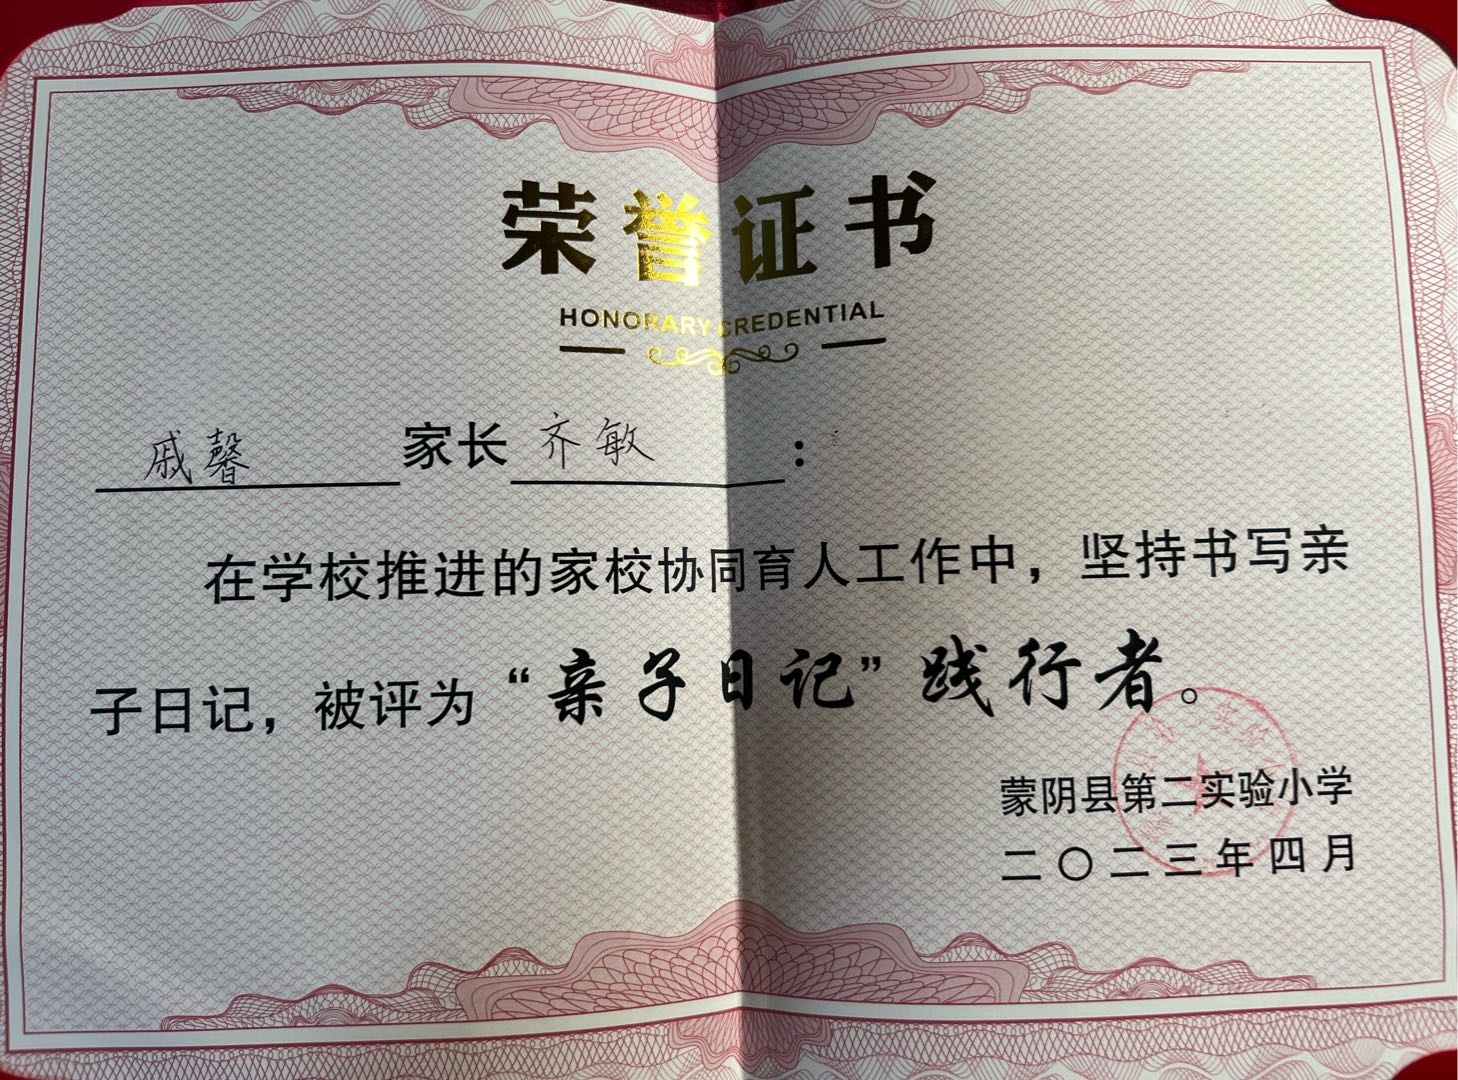 荣誉证书
HONORARY CREDENTIAL
戚馨家长齐敏：
在学校推进的家校协同育人工作中，坚持书写亲
子日记，被评为“亲子日记”践行者。
蒙阴县第二实验小学
二〇二三年四月